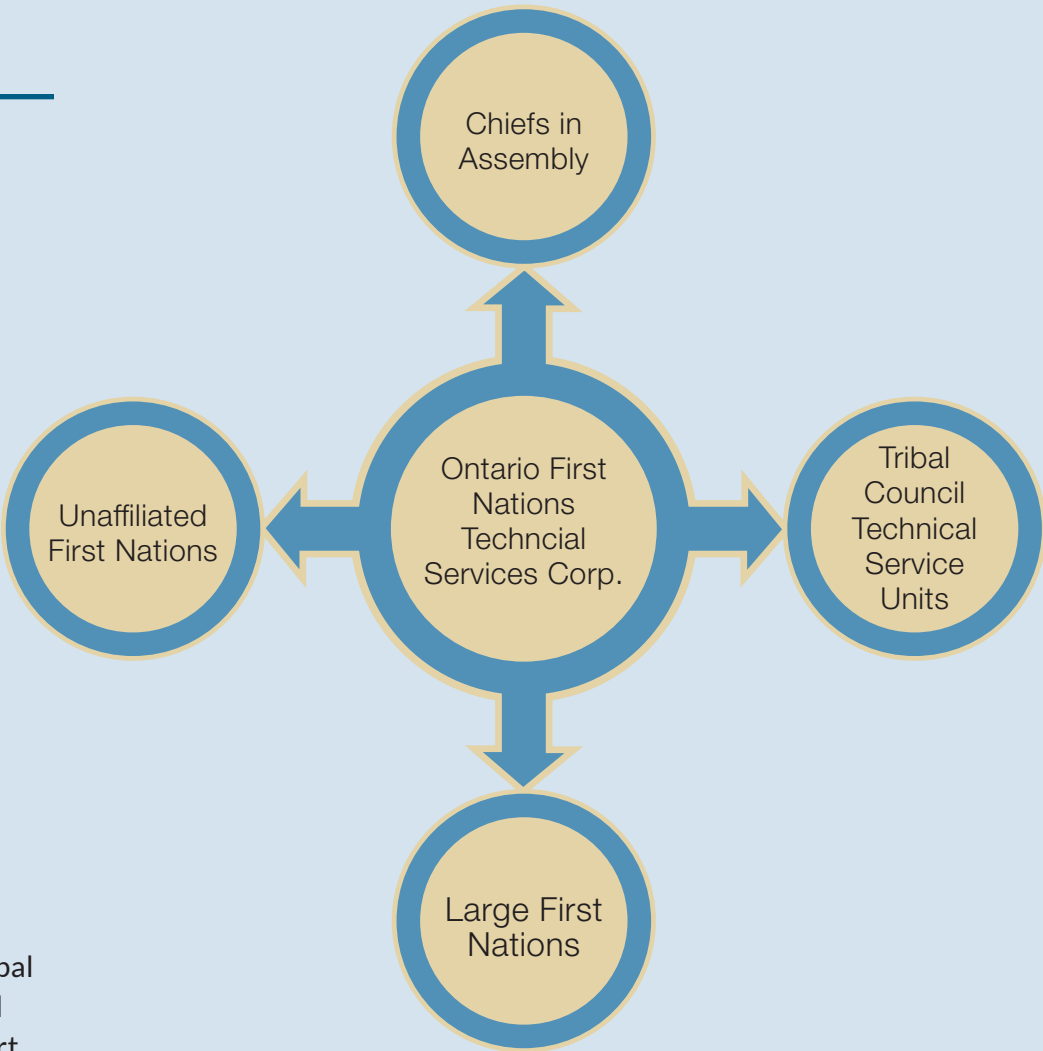 Chiefs in
Assembly
Unaffiliated
First Nations
Ontario First
Nations
Techncial
Services Corp.
Tribal
Council
Technical
Service
Units
Large First
Nations